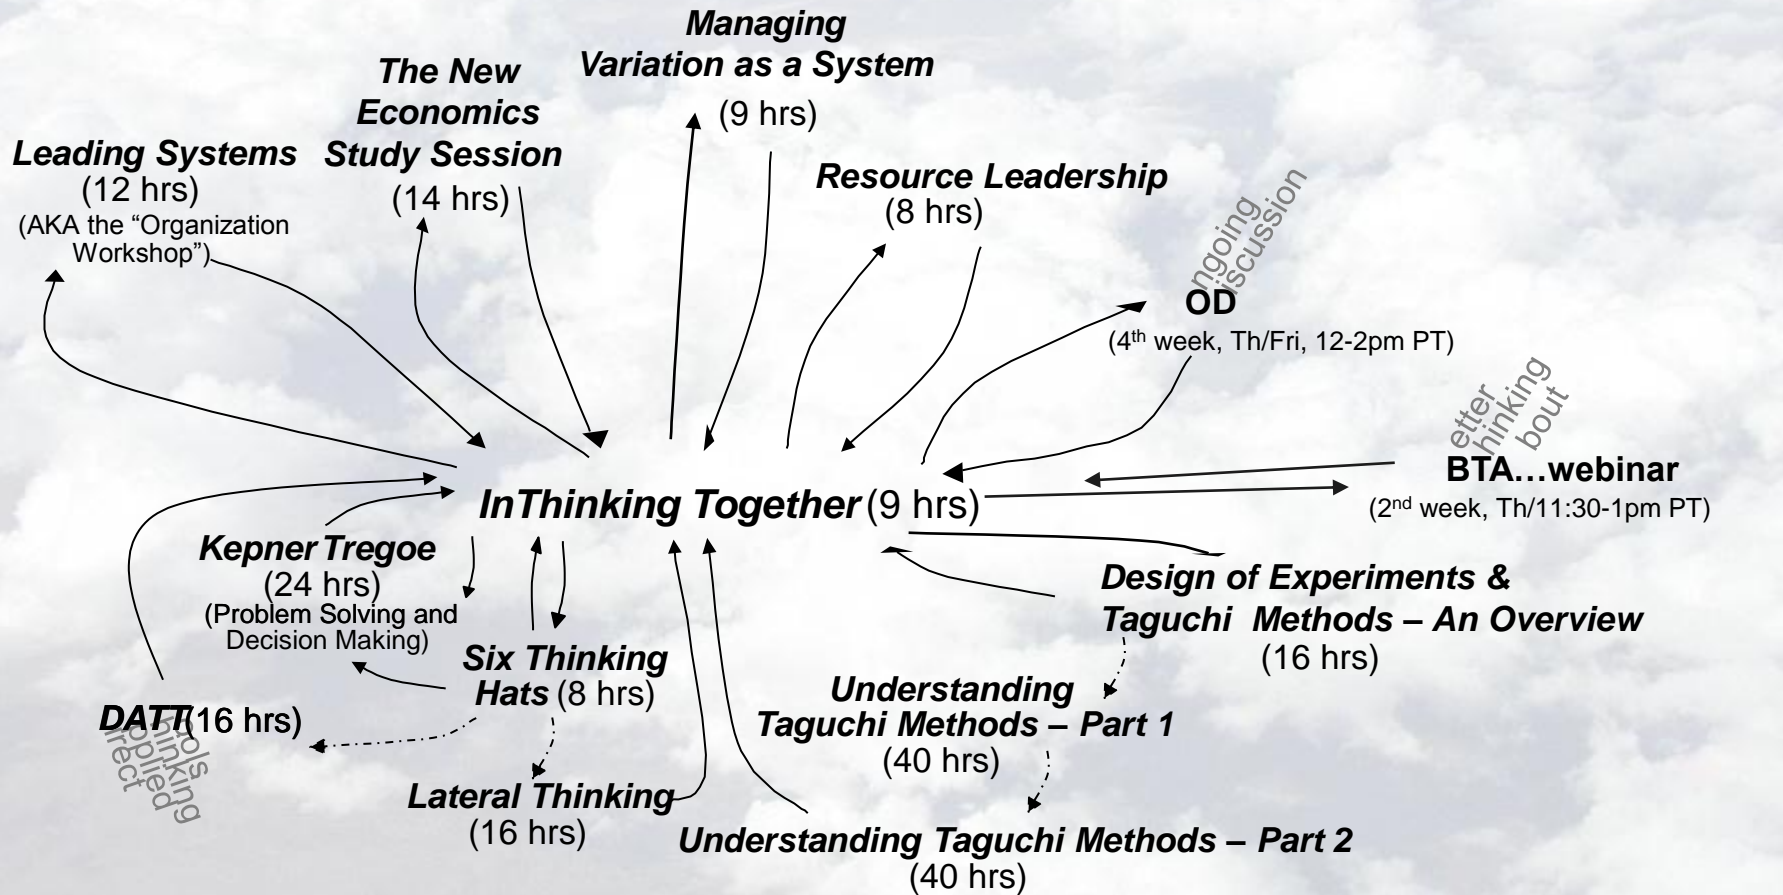 Managing
Variation as a System
(9 hrs)
The New
Economics
Study Session
(14 hrs)
Leading Systems
(12 hrs)
(AKA the “Organization
Workshop”)
Resource Leadership
(8 hrs)
ngoing
iscussion
OD
(4th week, Th/Fri, 12-2pm PT)
etter
hinking
bout
BTA…webinar
(2nd week, Th/11:30-1pm PT)
InThinking Together (9 hrs)
Kepner Tregoe
(24 hrs)
(Problem Solving and
Decision Making)
Six Thinking
Hats (8 hrs)
DATT(16 hrs)
irect
pplied
hinking
ools
Lateral Thinking
(16 hrs)
Design of Experiments &
Taguchi Methods – An Overview
(16 hrs)
Understanding
Taguchi Methods – Part 1
(40 hrs)
Understanding Taguchi Methods – Part 2
(40 hrs)